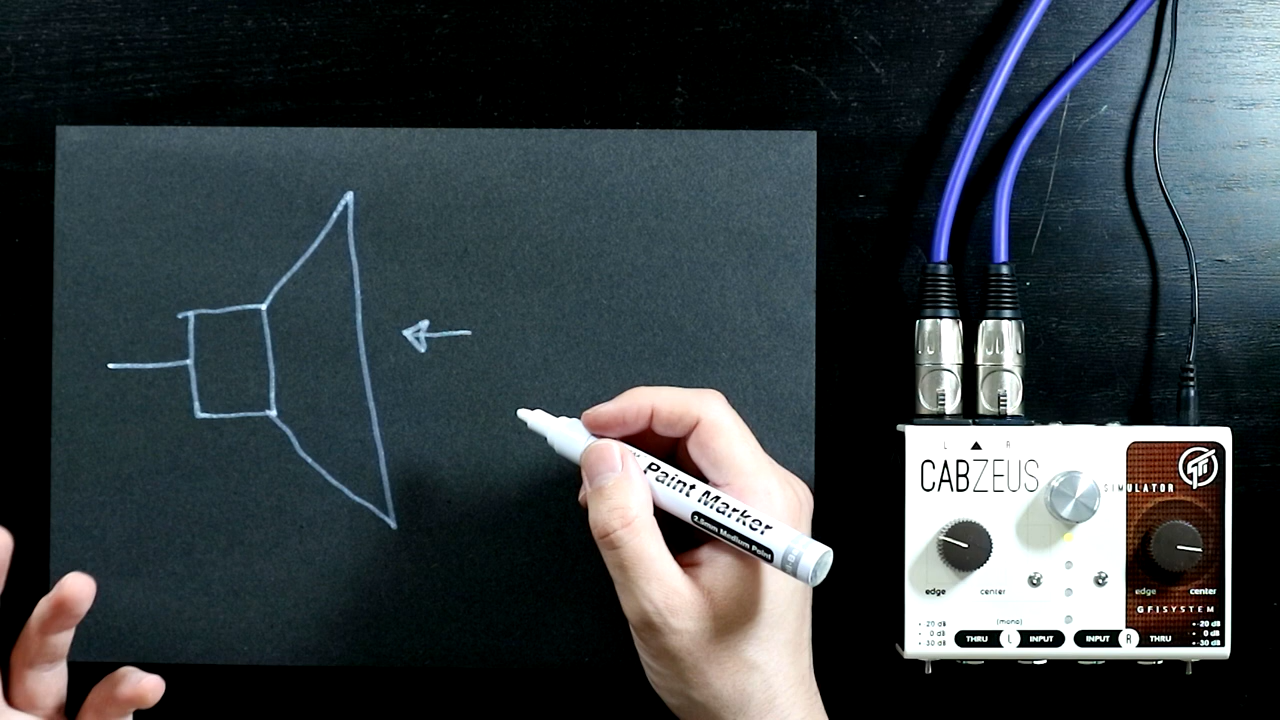 Paint Marker
2.5mm Medium Point
L R
CABZEUS
SIMULATOR
edge center
edge center
GFISYSTEM
(mono)
20 dB
0 dB
30 dB
THRU L INPUT
INPUT R THRU
-20 dB
0 dB
-30 dB